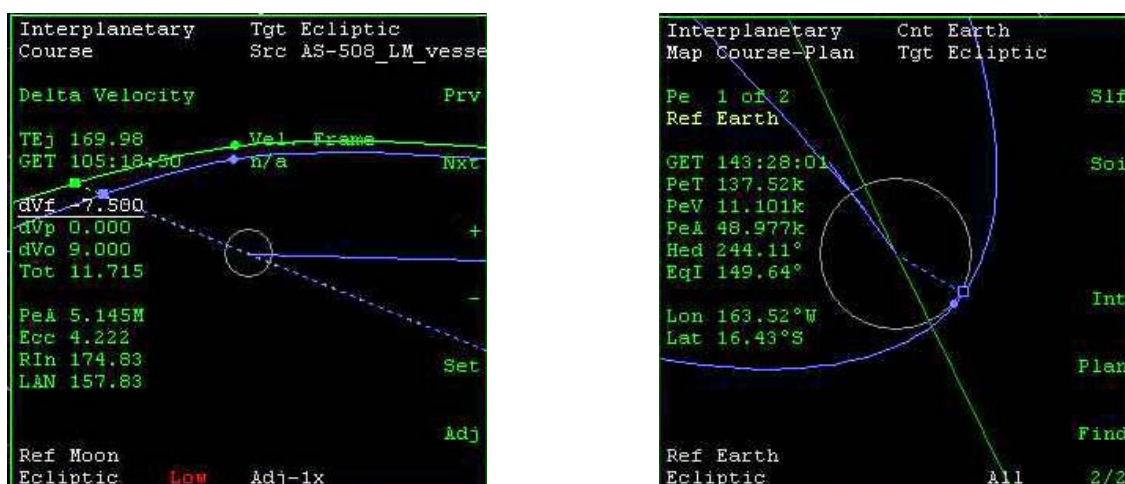 Interplanetary Tgt Ecliptic
Course Src AS-508_LM_vesse
Delta Velocity Prv
TEj 169.98 Vel. Frame
GET 105:18:50 n/a Nxt
dVf -7.500
dVp 0.000 +
dVo 9.000
Tot 11.715
-
PeA 5.145M
Ecc 4.222
RIn 174.83 Set
LAN 157.83
Adj
Ref Moon
Ecliptic Low Adj-1x
Interplanetary Cnt Earth
Map Course-Plan Tgt Ecliptic
Pe 1 of 2 Slf
Ref Earth
GET 143:28:01 Soi
PeT 137.52k
PeV 11.101k
PeA 48.977k
Hed 244.11°
EqI 149.64°
Int
Lon 163.52°W
Lat 16.43°S
Plan
Find
Ref Earth
Ecliptic All 2/2